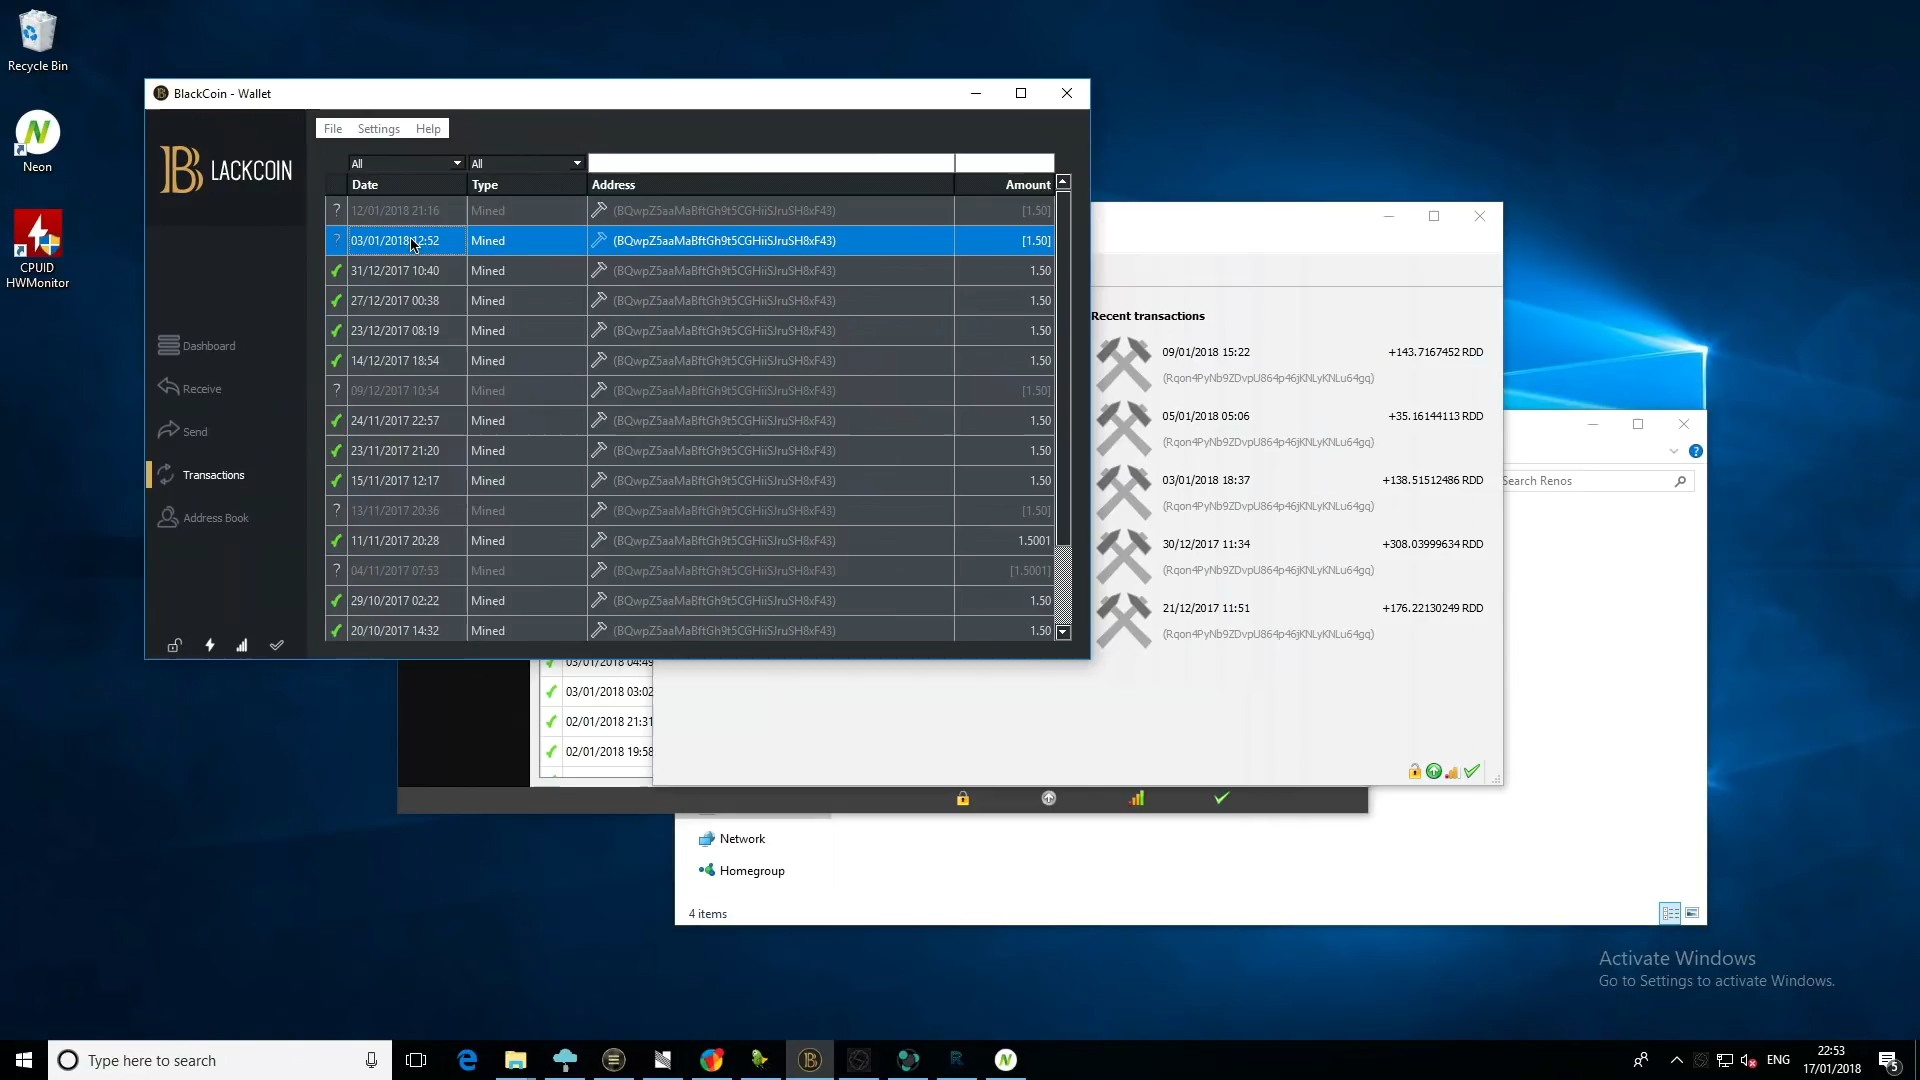 Recycle Bin
Neon
CPUID
HWMonitor
BlackCoin - Wallet
BLACKCOIN
File Settings Help
All All
Date Type Address Amount
? 12/01/2018 21:16 Mined (BQwpZ5aaMaBftGh9t5CGHiiSJruSH8xF43) [1.50]
? 03/01/2018 12:52 Mined (BQwpZ5aaMaBftGh9t5CGHiiSJruSH8xF43) [1.50]
31/12/2017 10:40 Mined (BQwpZ5aaMaBftGh9t5CGHiiSJruSH8xF43) 1.50
27/12/2017 00:38 Mined (BQwpZ5aaMaBftGh9t5CGHiiSJruSH8xF43) 1.50
23/12/2017 08:19 Mined (BQwpZ5aaMaBftGh9t5CGHiiSJruSH8xF43) 1.50
14/12/2017 18:54 Mined (BQwpZ5aaMaBftGh9t5CGHiiSJruSH8xF43) 1.50
? 09/12/2017 10:54 Mined (BQwpZ5aaMaBftGh9t5CGHiiSJruSH8xF43) [1.50]
24/11/2017 22:57 Mined (BQwpZ5aaMaBftGh9t5CGHiiSJruSH8xF43) 1.50
23/11/2017 21:20 Mined (BQwpZ5aaMaBftGh9t5CGHiiSJruSH8xF43) 1.50
15/11/2017 12:17 Mined (BQwpZ5aaMaBftGh9t5CGHiiSJruSH8xF43) 1.50
? 13/11/2017 20:36 Mined (BQwpZ5aaMaBftGh9t5CGHiiSJruSH8xF43) [1.50]
11/11/2017 20:28 Mined (BQwpZ5aaMaBftGh9t5CGHiiSJruSH8xF43) 1.5001
? 04/11/2017 07:53 Mined (BQwpZ5aaMaBftGh9t5CGHiiSJruSH8xF43) [1.5001]
29/10/2017 02:22 Mined (BQwpZ5aaMaBftGh9t5CGHiiSJruSH8xF43) 1.50
20/10/2017 14:32 Mined (BQwpZ5aaMaBftGh9t5CGHiiSJruSH8xF43) 1.50
Dashboard
Receive
Send
Transactions
Address Book
Recent transactions
09/01/2018 15:22 +143.7167452 RDD
(Rqon4PyNb9ZDvpU864p46jKNLyKNLu64gq)
05/01/2018 05:06 +35.16144113 RDD
(Rqon4PyNb9ZDvpU864p46jKNLyKNLu64gq)
03/01/2018 18:37 +138.51512486 RDD
(Rqon4PyNb9ZDvpU864p46jKNLyKNLu64gq)
30/12/2017 11:34 +308.03999634 RDD
(Rqon4PyNb9ZDvpU864p46jKNLyKNLu64gq)
21/12/2017 11:51 +176.22130249 RDD
(Rqon4PyNb9ZDvpU864p46jKNLyKNLu64gq)
Search Renos
03/01/2018 04:49
03/01/2018 03:02
02/01/2018 21:31
02/01/2018 19:58
Network
Homegroup
4 items
Activate Windows
Go to Settings to activate Windows.
Type here to search
ENG
22:53
17/01/2018
5